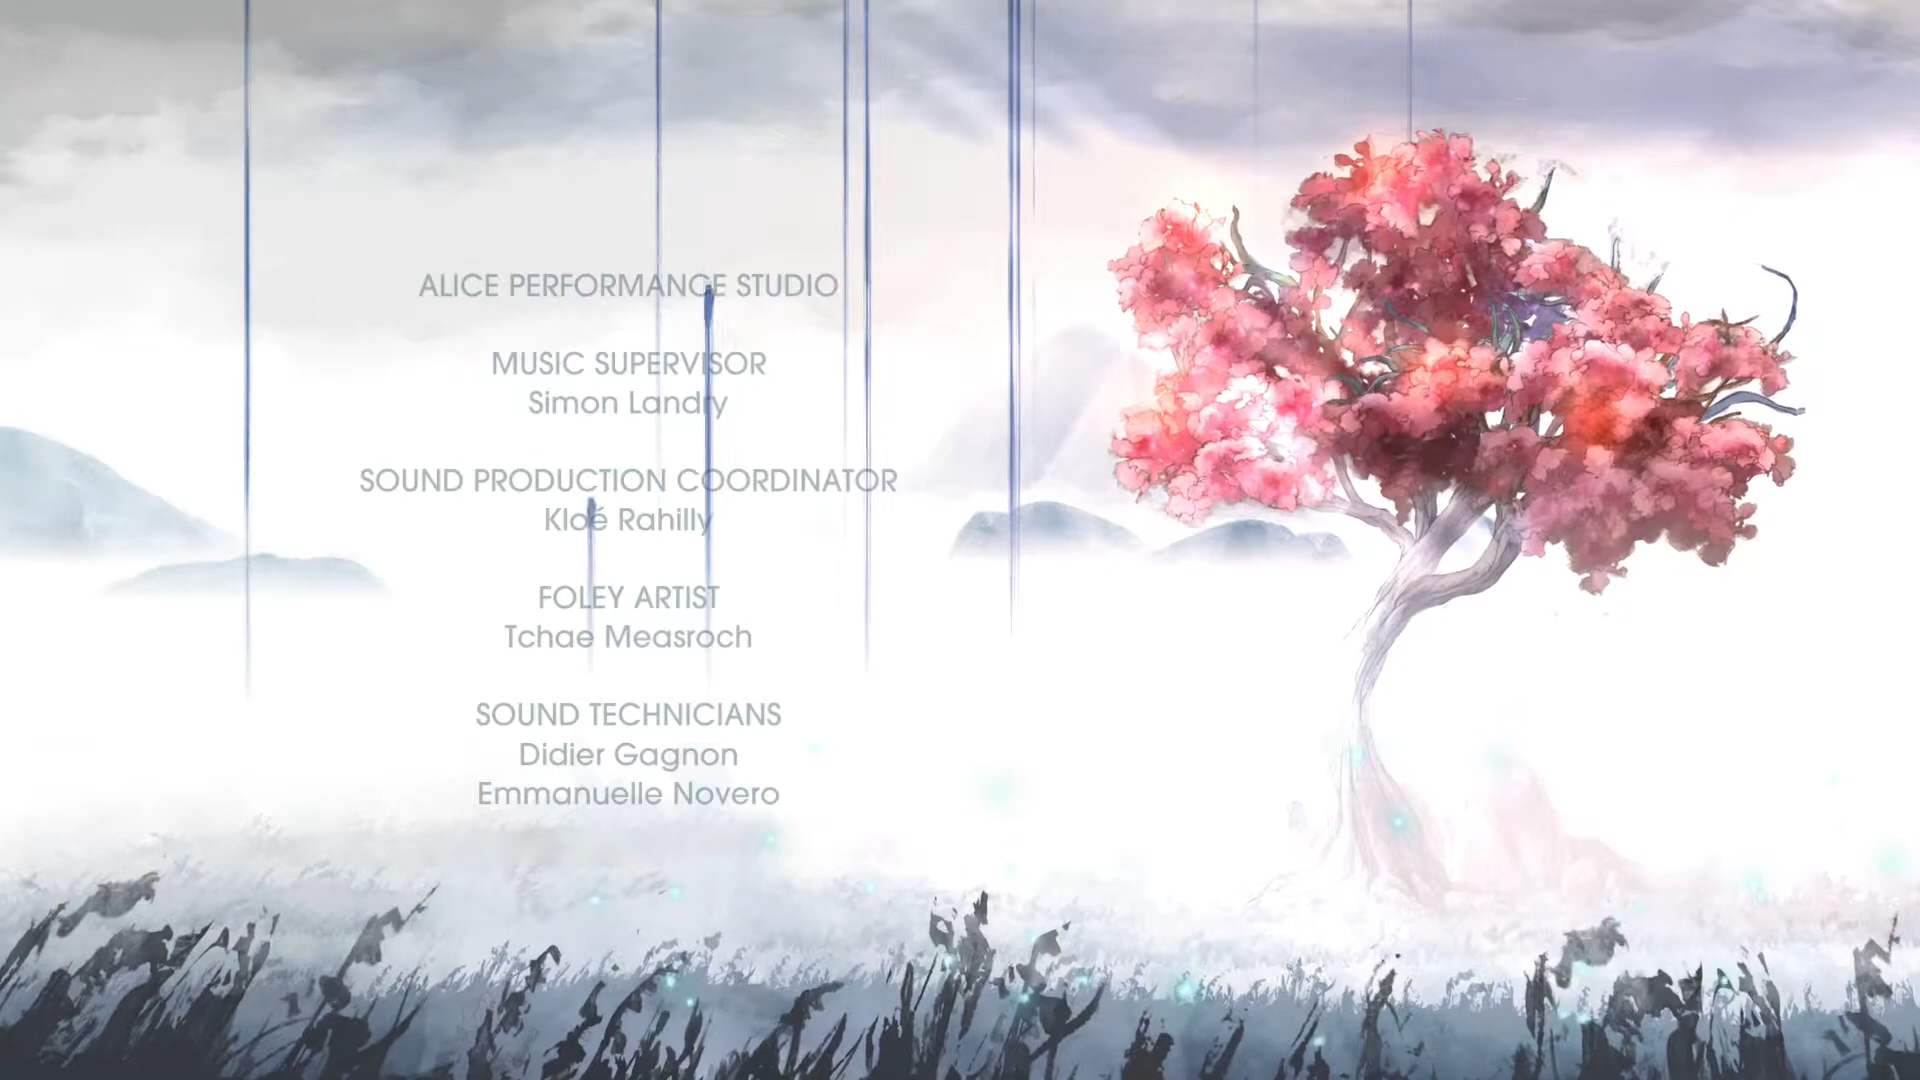 ALICE PERFORMANCE STUDIO
MUSIC SUPERVISOR
Simon Landry
SOUND PRODUCTION COORDINATOR
Kloé Rahilly
FOLEY ARTIST
Tchae Measroch
SOUND TECHNICIANS
Didier Gagnon
Emmanuelle Novero